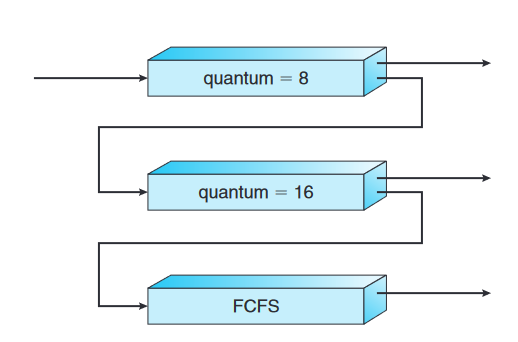 quantum = 8
quantum = 16
FCFS